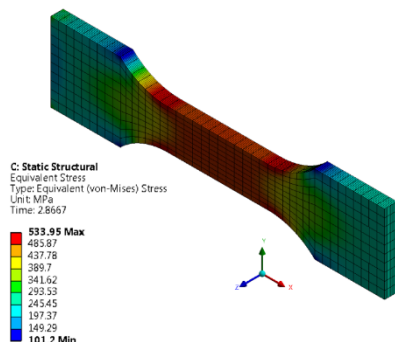 C: Static Structural
Equivalent Stress
Type: Equivalent (von-Mises) Stress
Unit: MPa
Time: 2.8667
533.95 Max
485.87
437.78
389.7
341.62
293.53
245.45
197.37
149.29
101.2 Min
Y
Z
X